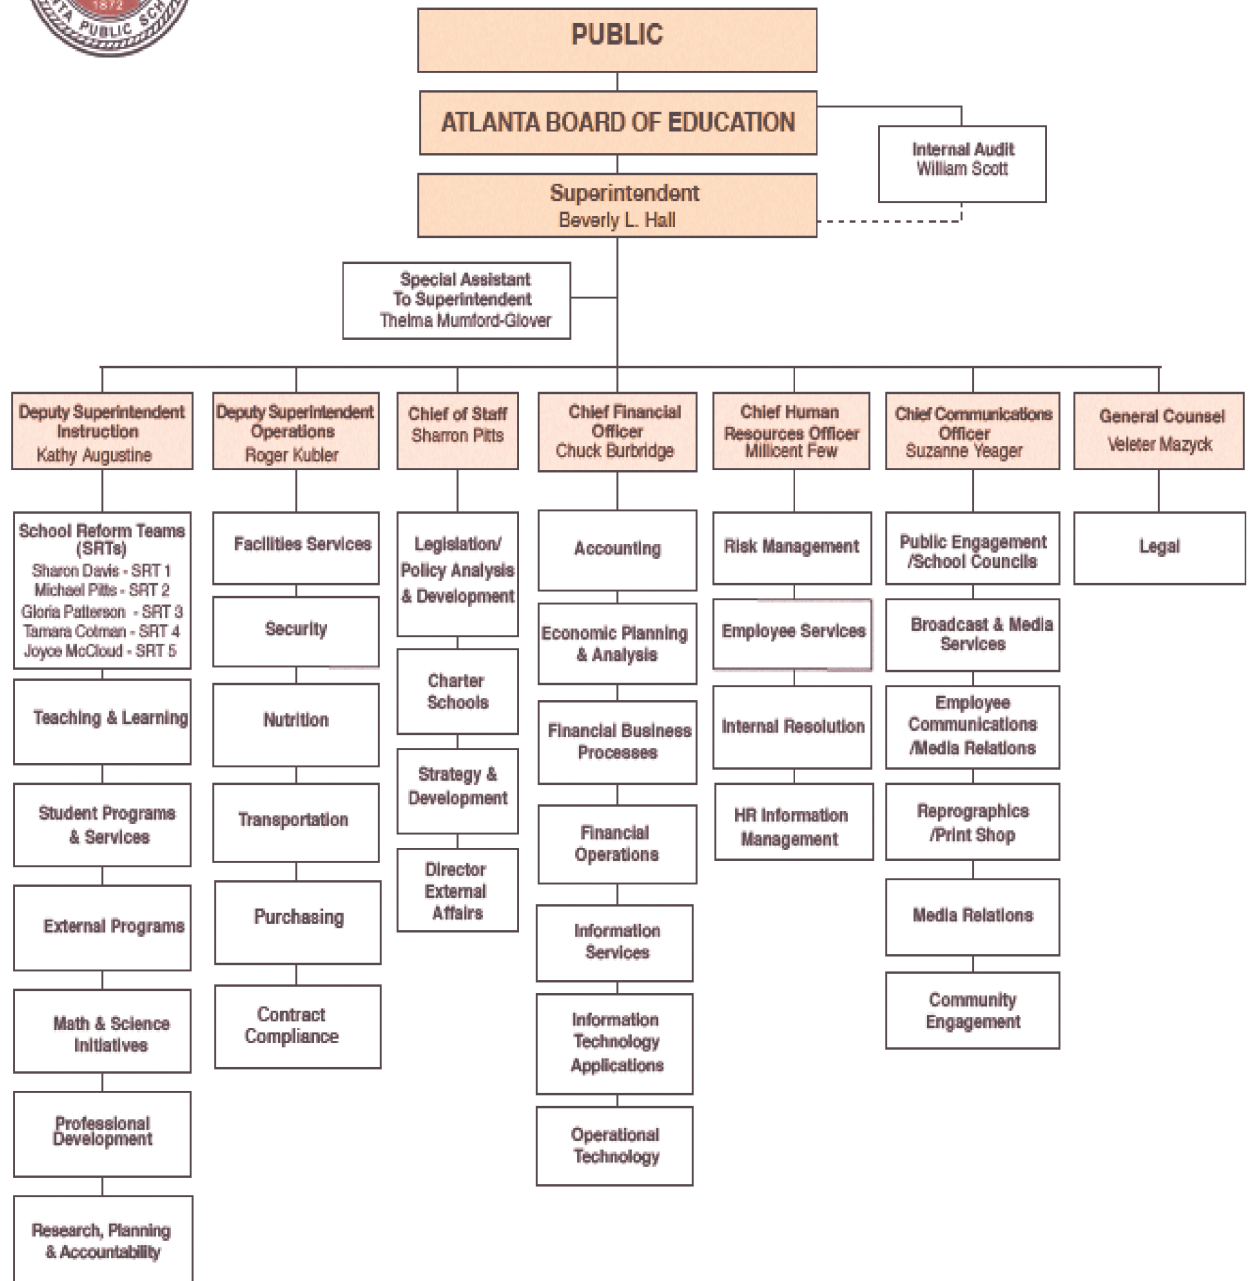 1872
NTA PUBLIC SCH
PUBLIC
ATLANTA BOARD OF EDUCATION
Internal Audit
William Scott
Superintendent
Beverly L. Hall
Special Assistant
To Superintendent
Thelma Mumford-Glover
Deputy Superintendent
Instruction
Kathy Augustine
Deputy Superintendent
Operations
Roger Kubler
Chief of Staff
Sharron Pitts
Chief Financial
Officer
Chuck Burbridge
Chief Human
Resources Officer
Millicent Few
Chief Communications
Officer
Suzanne Yeager
General Counsel
Veleter Mazyck
School Reform Teams
(SRTs)
Sharon Davis - SRT 1
Michael Pitts - SRT 2
Gloria Patterson - SRT 3
Tamara Cotman - SRT 4
Joyce McCloud - SRT 5
Teaching & Learning
Student Programs
& Services
External Programs
Math & Science
Initiatives
Professional
Development
Research, Planning
& Accountability
Facilities Services
Security
Nutrition
Transportation
Purchasing
Contract
Compliance
Legislation/
Policy Analysis
& Development
Charter
Schools
Strategy &
Development
Director
External
Affairs
Accounting
Economic Planning
& Analysis
Financial Business
Processes
Financial
Operations
Information
Services
Information
Technology
Applications
Operational
Technology
Risk Management
Employee Services
Internal Resolution
HR Information
Management
Public Engagement
/School Councils
Broadcast & Media
Services
Employee
Communications
/Media Relations
Reprographics
/Print Shop
Media Relations
Community
Engagement
Legal